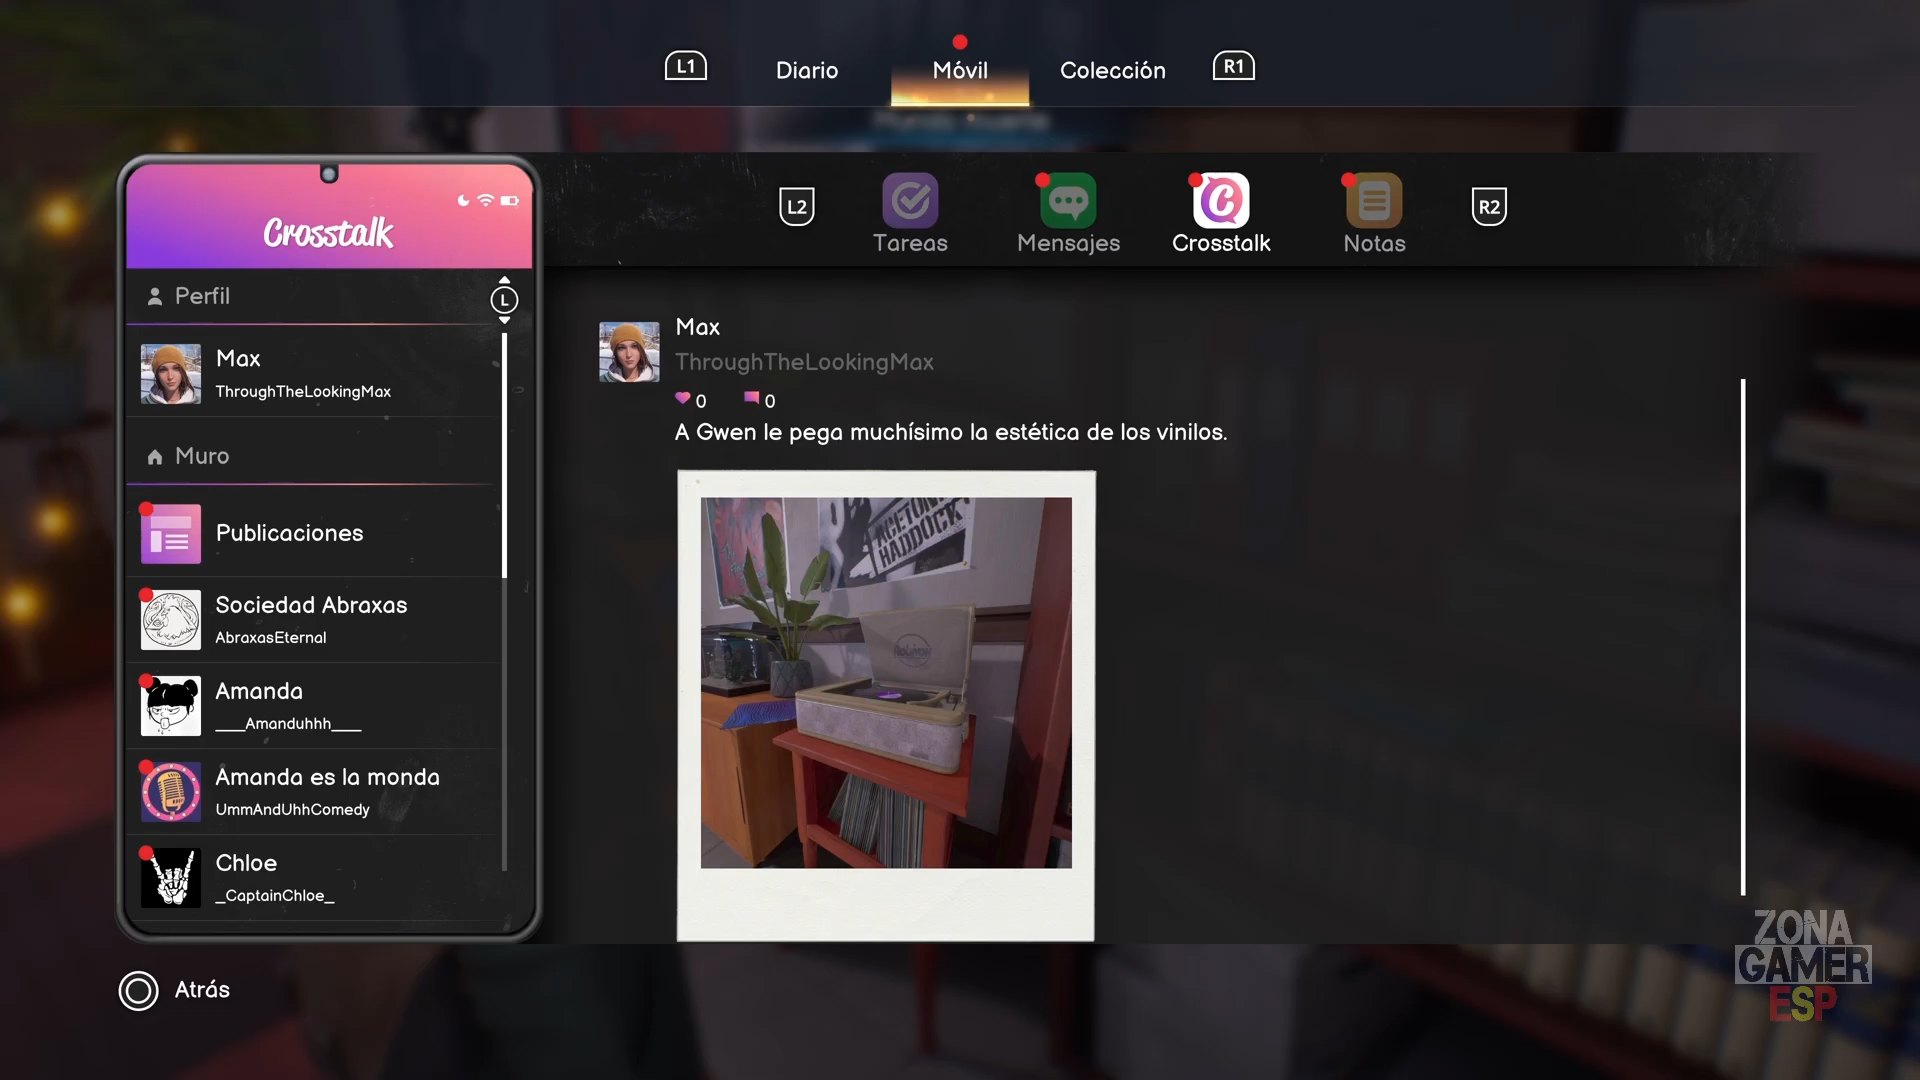 L1
Diario
Móvil
Colección
R1
Crosstalk
L2
Tareas
Mensajes
Crosstalk
Notas
R2
Perfil
L
Max
ThroughTheLookingMax
Muro
Publicaciones
Sociedad Abraxas
AbraxasEternal
Amanda
___Amanduhhh___
Amanda es la monda
UmmAndUhhComedy
Chloe
_CaptainChloe_
Max
ThroughTheLookingMax
0 0
A Gwen le pega muchísimo la estética de los vinilos.
HADDOCK
Atrás
ZONA
GAMER
ESP